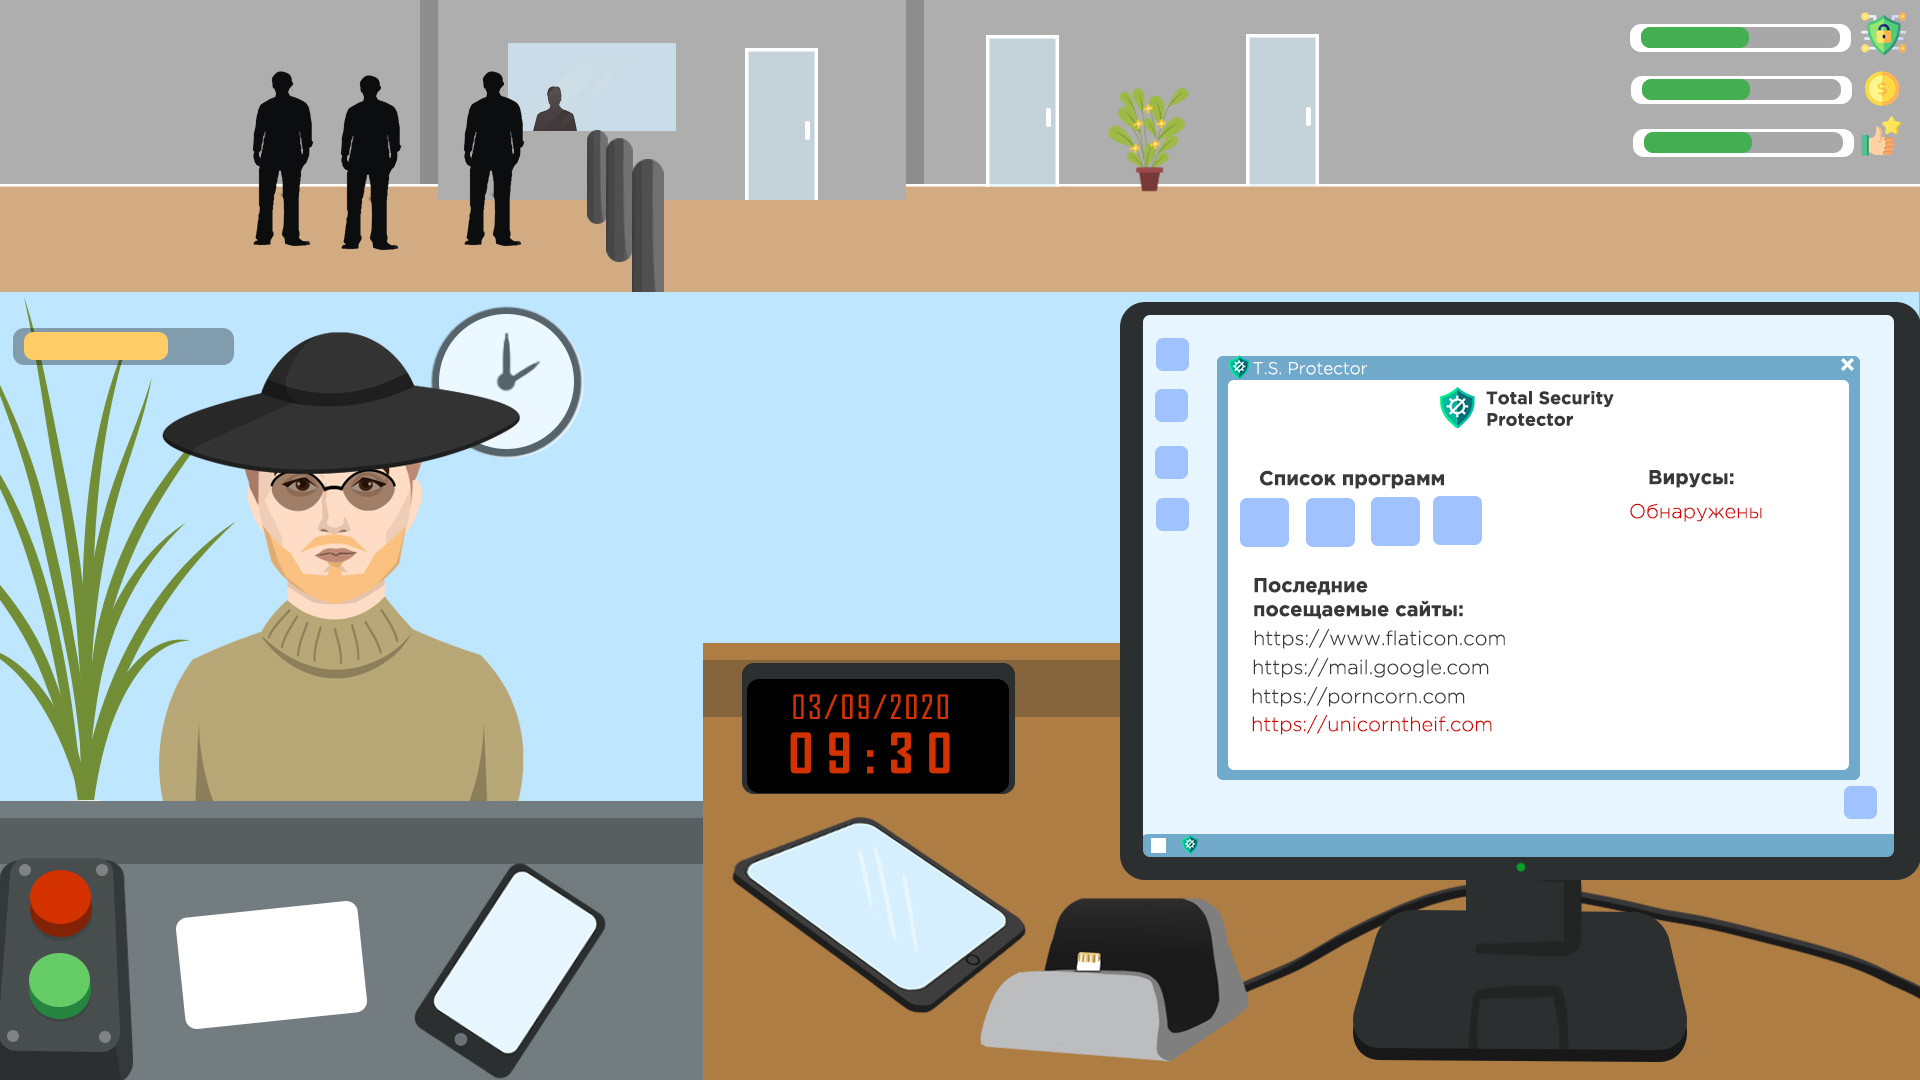 T.S. Protector
Total Security
Protector
Список программ
Вирусы:
Обнаружены
Последние
посещаемые сайты:
https://www.flaticon.com
https://mail.google.com
https://porncorn.com
https://unicorntheif.com
03/09/2020
09:30